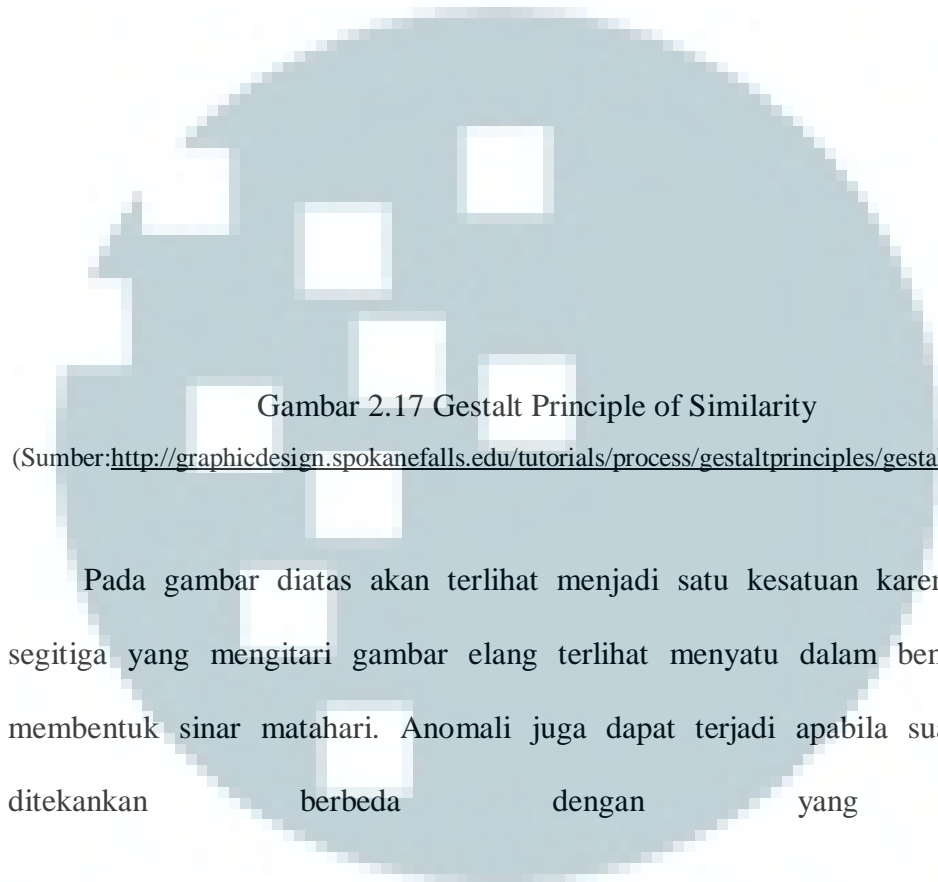 Gambar 2.17 Gestalt Principle of Similarity
(Sumber:http://graphicdesign.spokanefalls.edu/tutorials/process/gestaltprinciples/gesta
Pada gambar diatas akan terlihat menjadi satu kesatuan karen
segitiga yang mengitari gambar elang terlihat menyatu dalam ben
membentuk sinar matahari. Anomali juga dapat terjadi apabila sua
ditekankan berbeda dengan yang